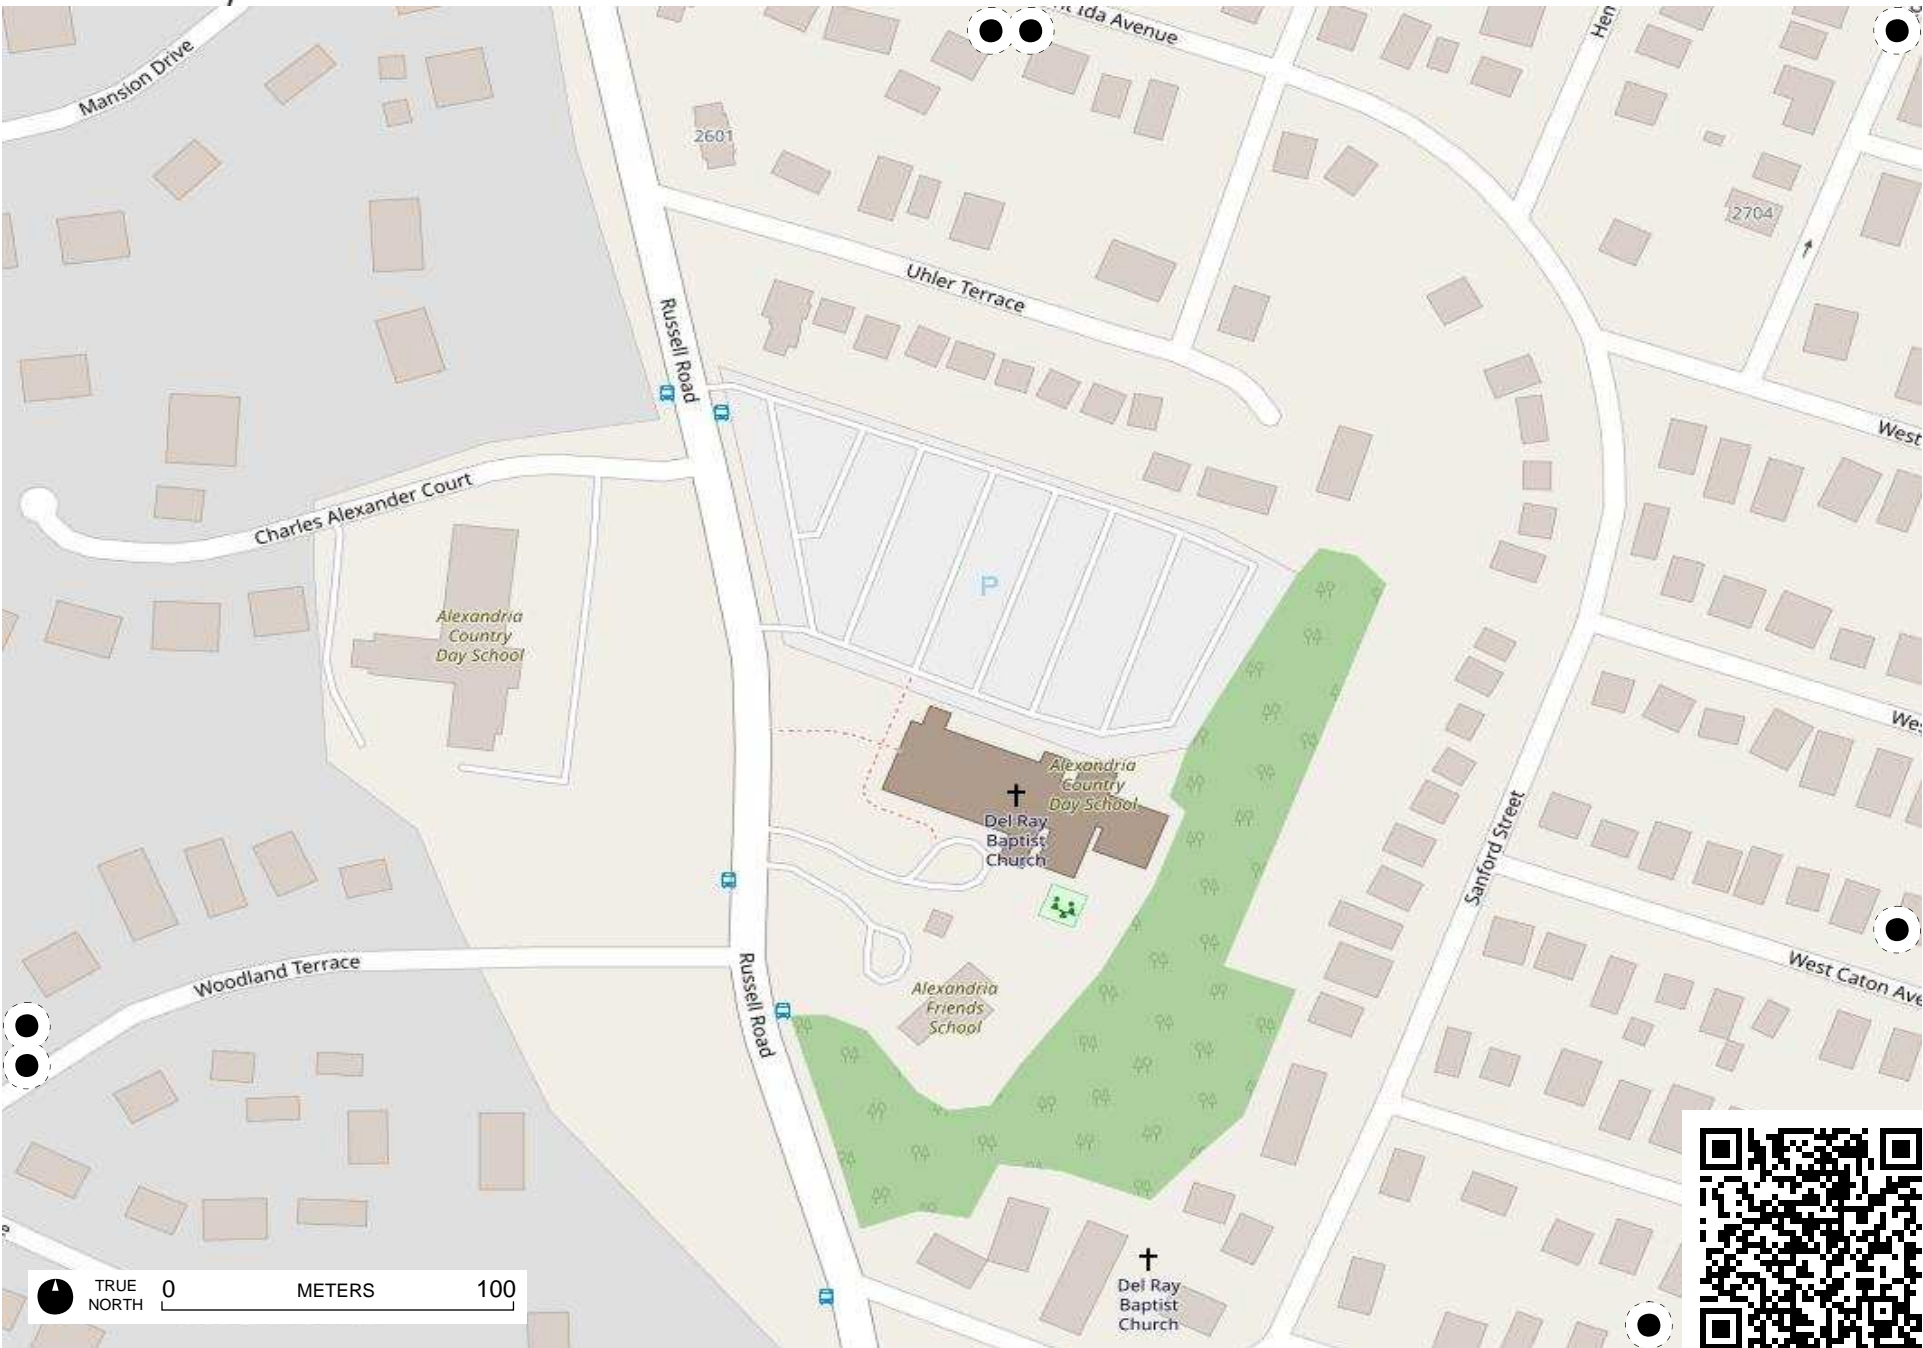 Ida Avenue
Mansion Drive
2601
2704
Uhler Terrace
Russell Road
West
Charles Alexander Court
P
Alexandria
Country
Day School
Alexandria
Country
Day School
Del Ray
Baptist
Church
Sanford Street
West Caton Ave
Woodland Terrace
Russell Road
Alexandria
Friends
School
Del Ray
Baptist
Church
TRUE
NORTH
0 METERS 100